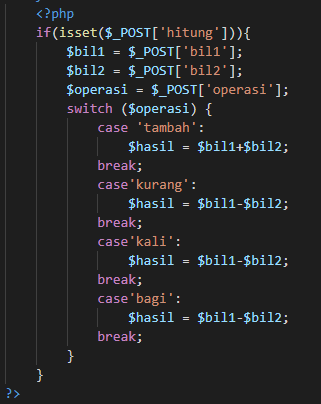 <?php
if(isset($_POST['hitung'])){
$bil1 = $_POST['bil1'];
$bil2 = $_POST['bil2'];
$operasi = $_POST['operasi'];
switch ($operasi) {
case 'tambah':
$hasil = $bil1+$bil2;
break;
case'kurang':
$hasil = $bil1-$bil2;
break;
case'kali':
$hasil = $bil1-$bil2;
break;
case'bagi':
$hasil = $bil1-$bil2;
break;
}
}
?>